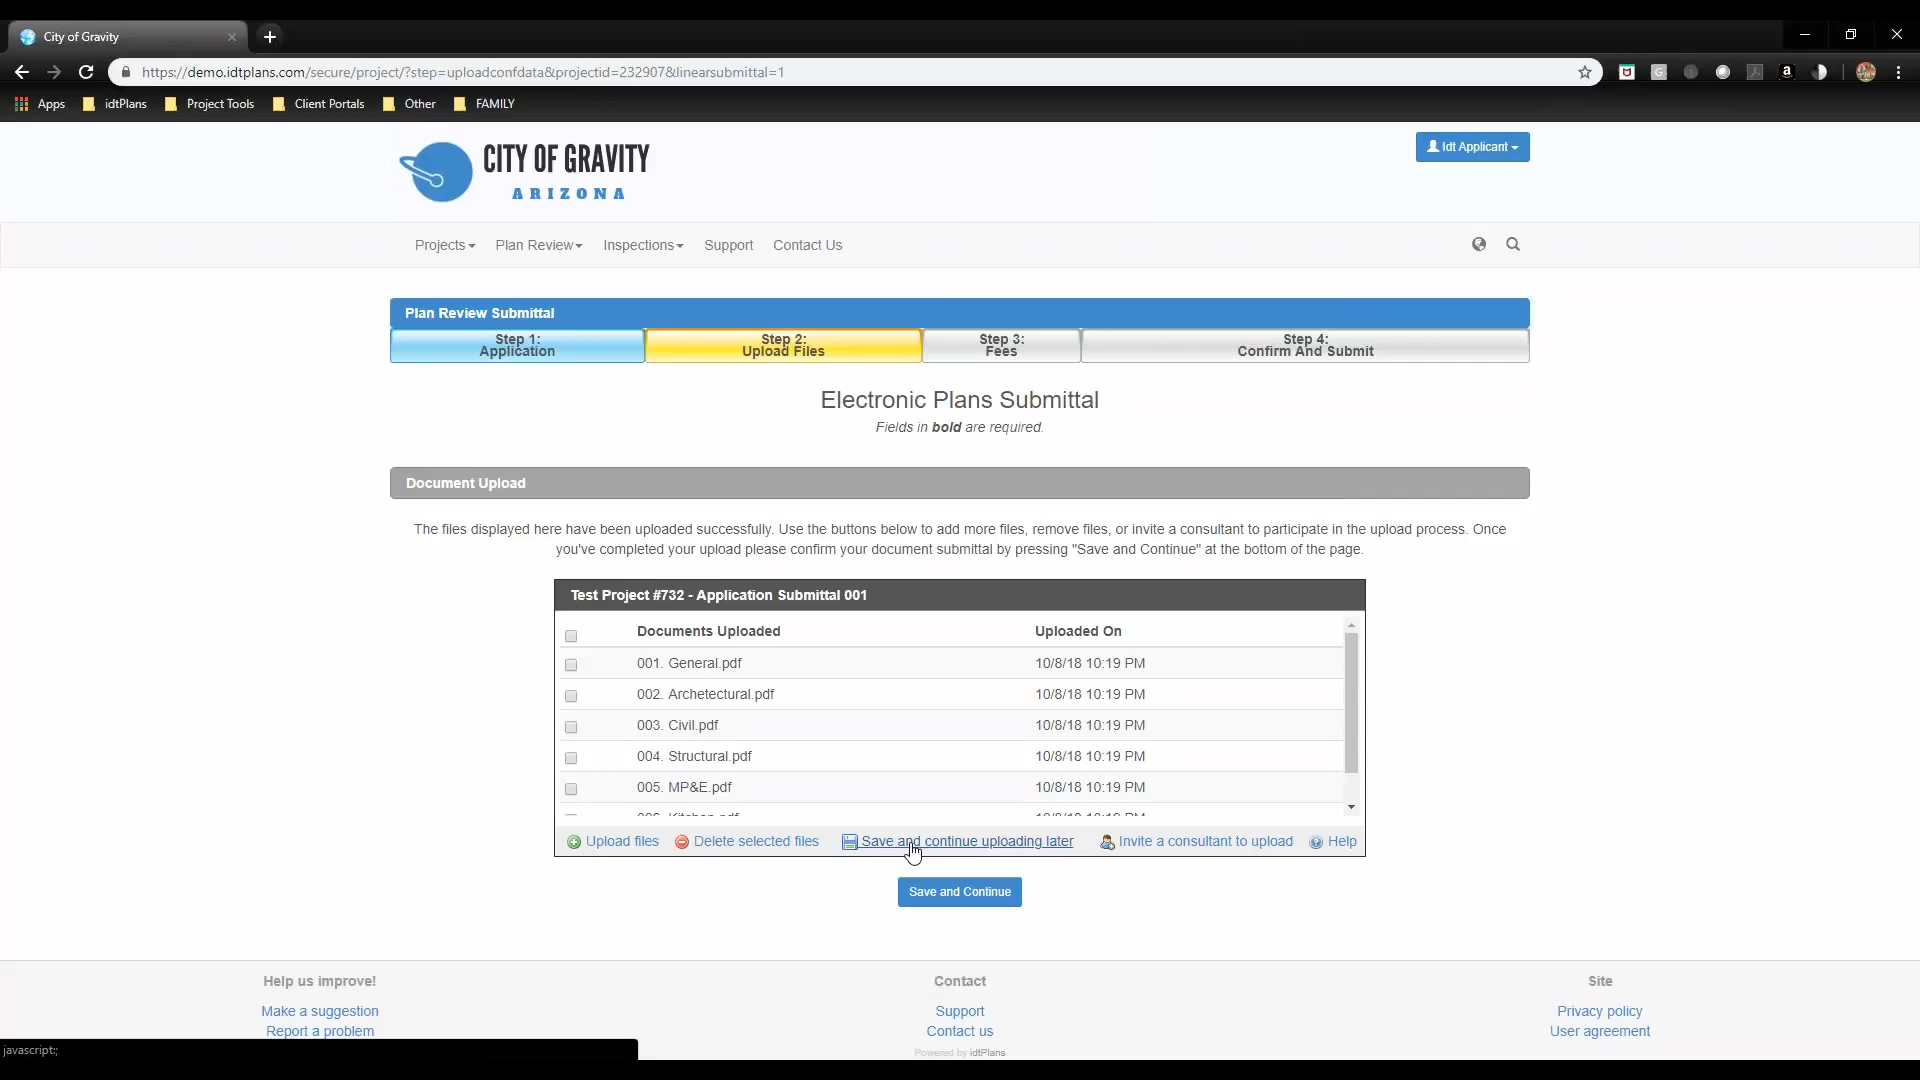 City of Gravity
https://demo.idtplans.com/secure/project/?step=uploadconfdata&projectid=232907&linearsubmittal=1
Apps idtPlans Project Tools Client Portals Other FAMILY
CITY OF GRAVITY
ARIZONA
Idt Applicant
Projects Plan Review Inspections Support Contact Us
Plan Review Submittal
Step 1:
Application
Step 2:
Upload Files
Step 3:
Fees
Step 4:
Confirm And Submit
Electronic Plans Submittal
Fields in bold are required.
Document Upload
The files displayed here have been uploaded successfully. Use the buttons below to add more files, remove files, or invite a consultant to participate in the upload process. Once
you've completed your upload please confirm your document submittal by pressing "Save and Continue" at the bottom of the page.
Test Project #732 - Application Submittal 001
Documents Uploaded Uploaded On
001. General.pdf 10/8/18 10:19 PM
002. Archetectural.pdf 10/8/18 10:19 PM
003. Civil.pdf 10/8/18 10:19 PM
004. Structural.pdf 10/8/18 10:19 PM
005. MP&E.pdf 10/8/18 10:19 PM
Upload files Delete selected files Save and continue uploading later Invite a consultant to upload Help
Save and Continue
Help us improve!
Make a suggestion
Report a problem
Contact
Support
Contact us
Powered by idtPlans
Site
Privacy policy
User agreement
javascript:;